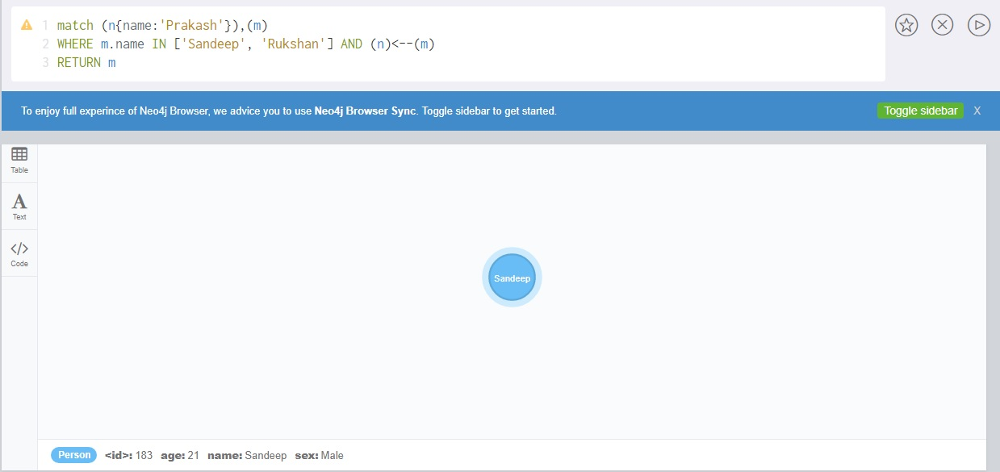 1 match (n{name:'Prakash'}),(m)
2 WHERE m.name IN ['Sandeep', 'Rukshan'] AND (n)<--(m)
3 RETURN m
To enjoy full experince of Neo4j Browser, we advice you to use Neo4j Browser Sync. Toggle sidebar to get started. Toggle sidebar X
Table
A
Text
</>
Code
Sandeep
Person <id>: 183 age: 21 name: Sandeep sex: Male